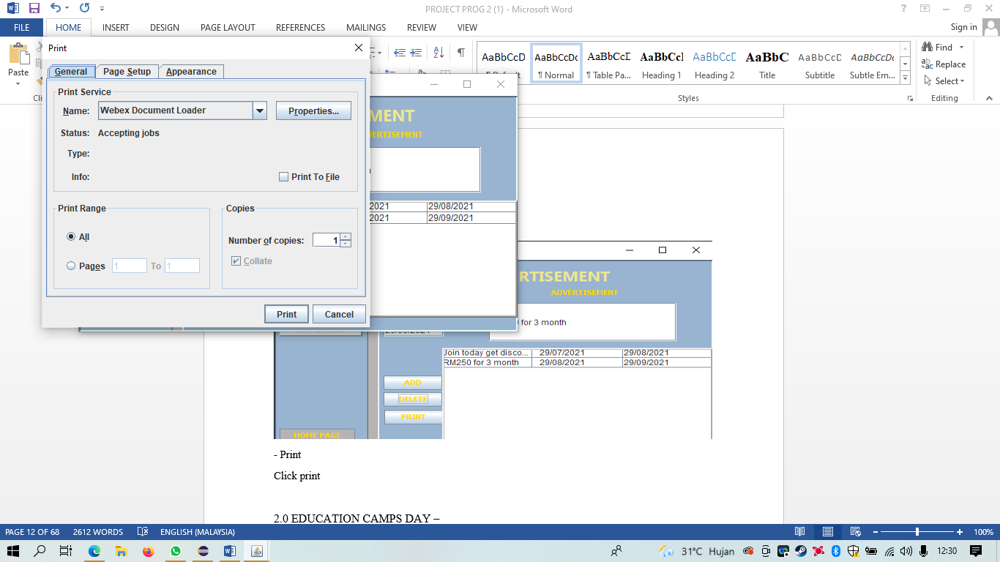 PROJECT PROG 2 (1) - Microsoft Word
FILE HOME INSERT DESIGN PAGE LAYOUT REFERENCES MAILINGS REVIEW VIEW Sign in
Paste
AaBbCcD AaBbCcDc AaBbCcD AaBbCcI AaBbCcD AaBbC AaBbCcD AaBbCcDc
¶ Normal ¶ Table Pa... Heading 1 Heading 2 Title Subtitle Subtle Em...
Styles
Find
Replace
Select
Editing
Print
General Page Setup Appearance
Print Service
Name: Webex Document Loader Properties...
Status: Accepting jobs
Type:
Info: Print To File
Print Range
All
Pages 1 To 1
Copies
Number of copies: 1
Collate
Print Cancel
MENT
VERTISEMENT
2021 29/08/2021
2021 29/09/2021
RTISEMENT
ADVERTISEMENT
for 3 month
Join today get disco... 29/07/2021 29/08/2021
RM250 for 3 month 29/08/2021 29/09/2021
ADD
DELETE
PRINT
HOME PAGE
- Print
Click print
2.0 EDUCATION CAMPS DAY –
PAGE 12 OF 68 2612 WORDS ENGLISH (MALAYSIA) 100%
31°C Hujan 12:30